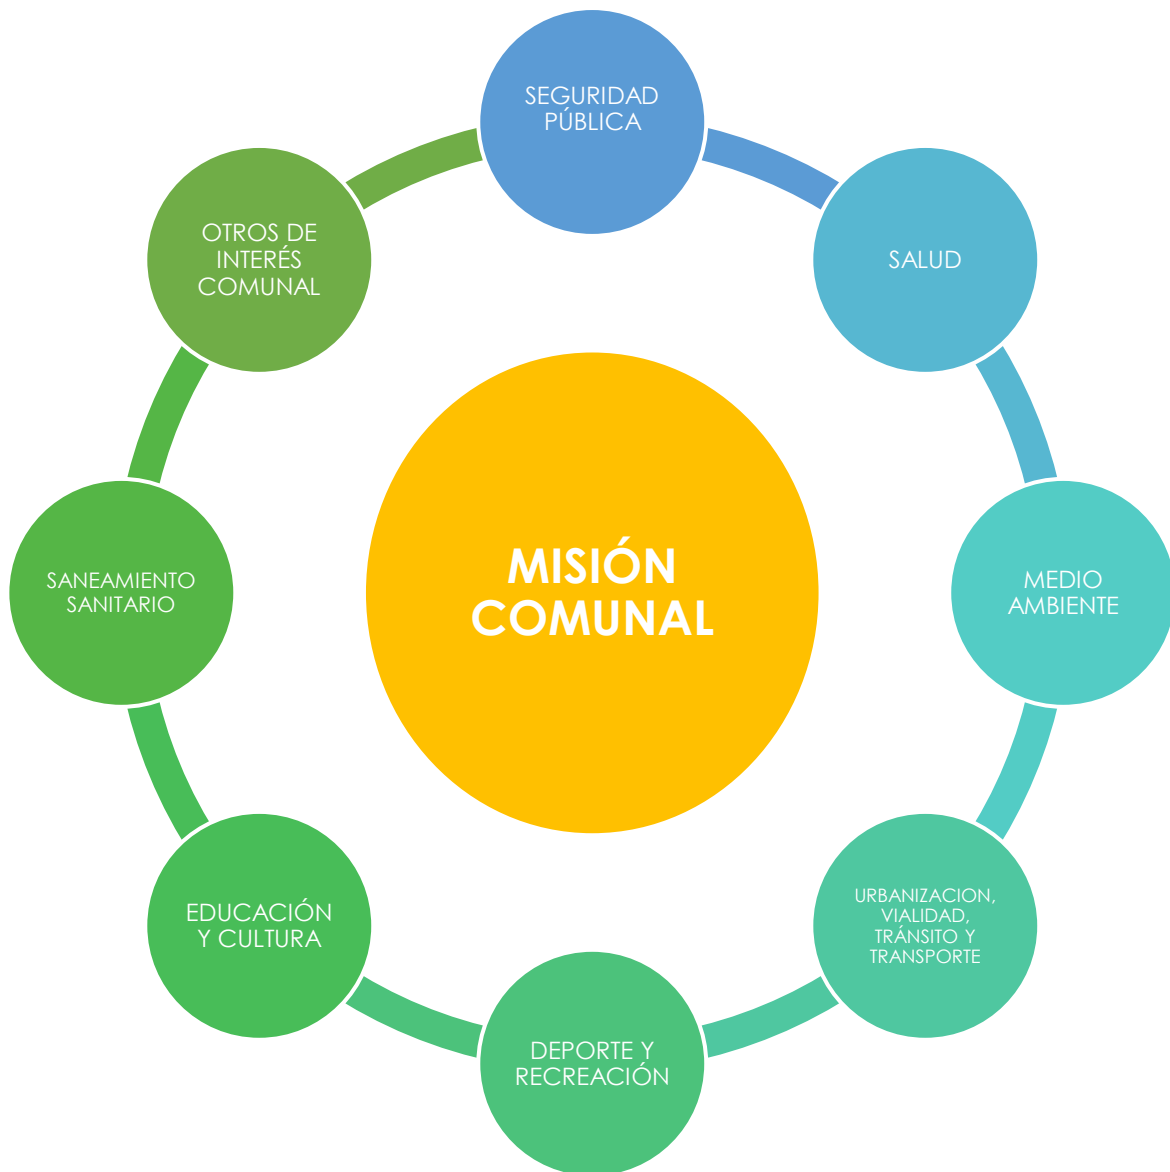 SEGURIDAD
PÚBLICA
SALUD
MEDIO
AMBIENTE
URBANIZACION,
VIALIDAD,
TRÁNSITO Y
TRANSPORTE
DEPORTE Y
RECREACIÓN
EDUCACIÓN
Y CULTURA
SANEAMIENTO
SANITARIO
OTROS DE
INTERÉS
COMUNAL
MISIÓN
COMUNAL